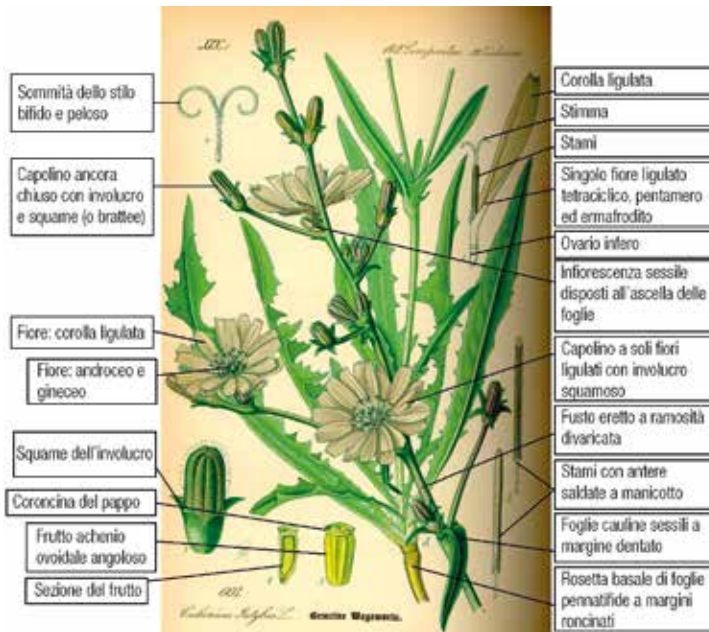 XIX.
Sommità dello stilo
bifido e peloso
Capolino ancora
chiuso con involucro
e squame (o brattee)
Fiore: corolla ligulata
Fiore: androceo e
gineceo
Squame dell'involucro
Coroncina del pappo
Frutto achenio
ovoidale angoloso
Sezione del frutto
Corolla ligulata
Stimma
Stami
Singolo fiore ligulato
tetraciclico, pentamero
ed ermafrodito
Ovario infero
Infiorescenza sessile
disposti all'ascella delle
foglie
Capolino a soli fiori
ligulati con involucro
squamoso
Fusto eretto a ramosità
divaricata
Stami con antere
saldate a manicotto
Foglie cauline sessili a
margine dentato
Rosetta basale di foglie
pennatifide a margini
roncinati
Gemeine Wegewarte.